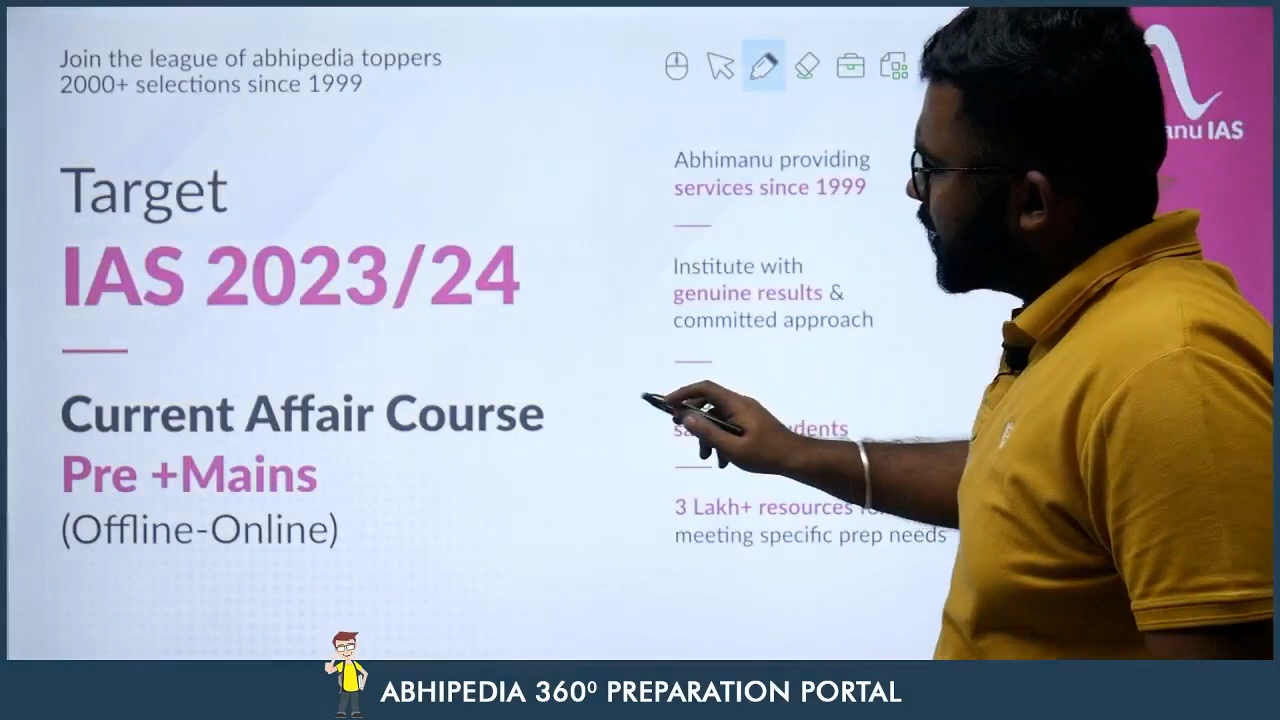 Join the league of abhipedia toppers
2000+ selections since 1999
Target
IAS 2023/24
Current Affair Course
Pre +Mains
(Offline-Online)
Abhimanu providing
services since 1999
Institute with
genuine results &
committed approach
3 Lakh+ resources
meeting specific prep needs
IAS
ABHIPEDIA 360º PREPARATION PORTAL